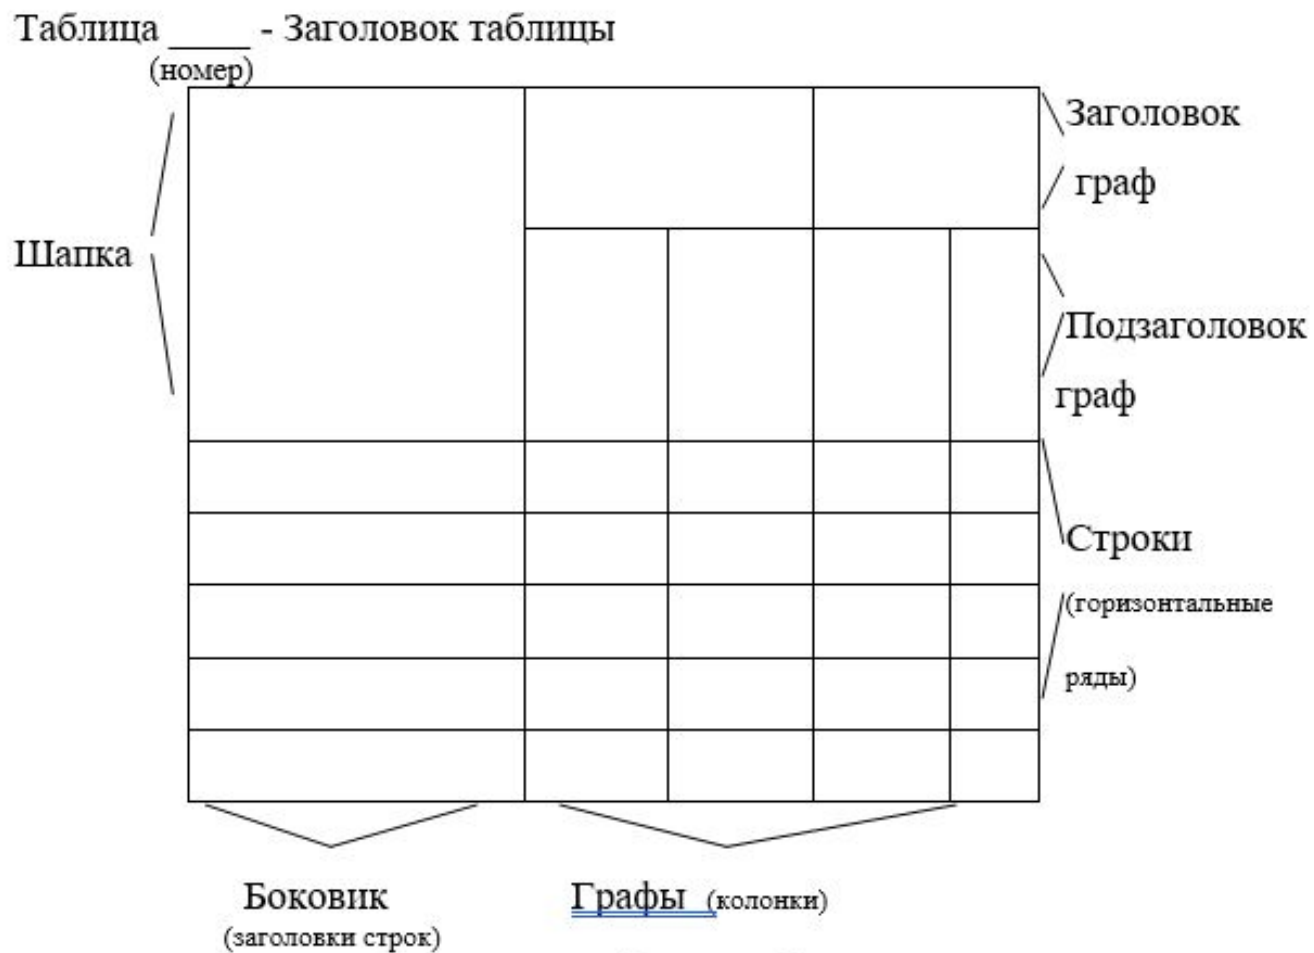 Таблица ____ - Заголовок таблицы
(номер)
Заголовок
граф
Шапка
Подзаголовок
граф
Строки
(горизонтальные
ряды)
Боковик
(заголовки строк)
Графы (колонки)